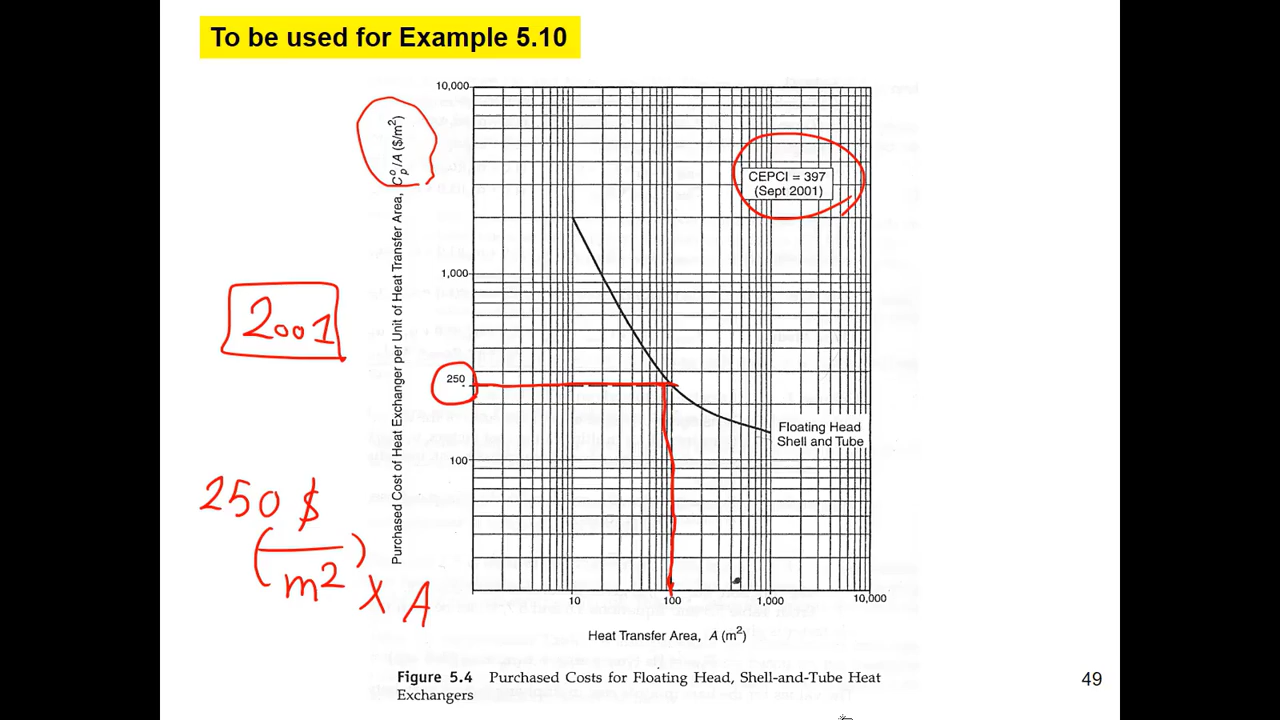 To be used for Example 5.10
10,000
Purchased Cost of Heat Exchanger per Unit of Heat Transfer Area, C°p/A ($/m²)
CEPCI = 397
(Sept 2001)
1,000
2001
250
Floating Head
Shell and Tube
100
250 $
(m²) X A
10
100
1,000
10,000
Heat Transfer Area, A (m²)
Figure 5.4 Purchased Costs for Floating Head, Shell-and-Tube Heat
Exchangers
49